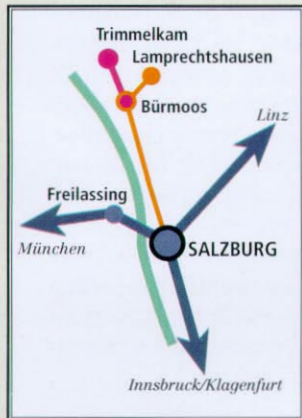 Trimmelkam
Lamprechtshausen
Bürmoos
Linz
Freilassing
München
SALZBURG
Innsbruck/Klagenfurt